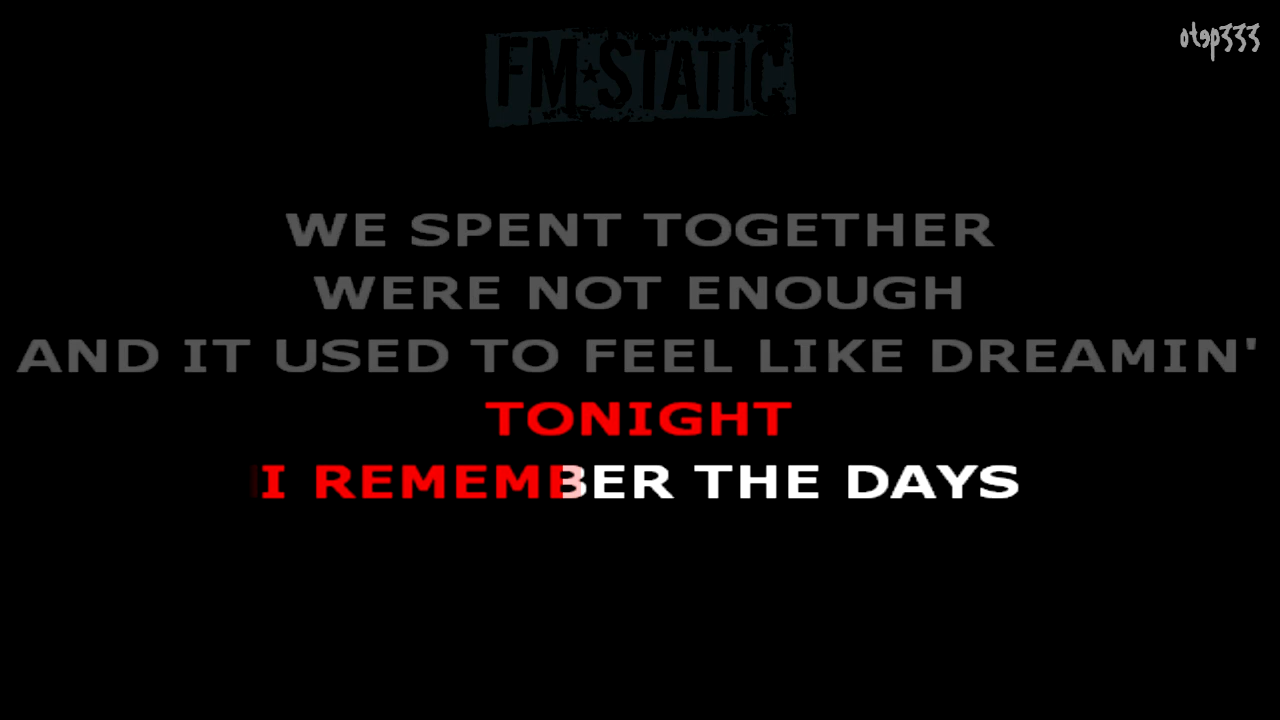 FM★STATIC
otep333
WE SPENT TOGETHER
WERE NOT ENOUGH
AND IT USED TO FEEL LIKE DREAMIN'
TONIGHT
I REMEMBER THE DAYS